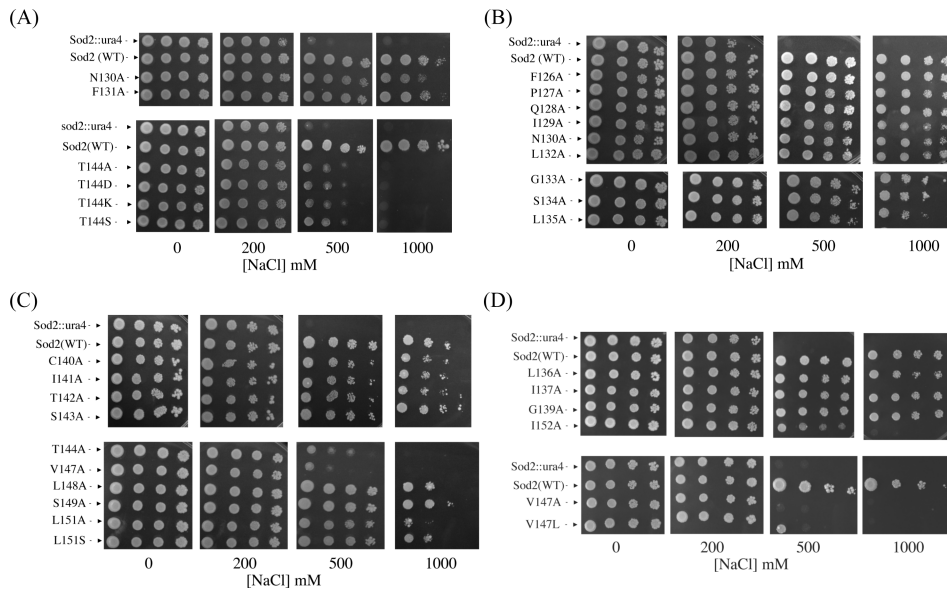 (A)
Sod2::ura4 -
Sod2 (WT) -
N130A -
F131A -
sod2::ura4 -
Sod2(WT) -
T144A -
T144D -
T144K -
T144S -
0 200 500 1000
[NaCl] mM
(B)
Sod2::ura4 -
Sod2 (WT) -
F126A -
P127A -
Q128A -
I129A -
N130A -
L132A -
G133A -
S134A -
L135A -
0 200 500 1000
[NaCl] mM
(C)
Sod2::ura4 -
Sod2(WT) -
C140A -
I141A -
T142A -
S143A -
T144A -
V147A -
L148A -
S149A -
L151A -
L151S -
0 200 500 1000
[NaCl] mM
(D)
Sod2::ura4 -
Sod2(WT) -
L136A -
I137A -
G139A -
I152A -
Sod2::ura4 -
Sod2(WT) -
V147A -
V147L -
0 200 500 1000
[NaCl] mM